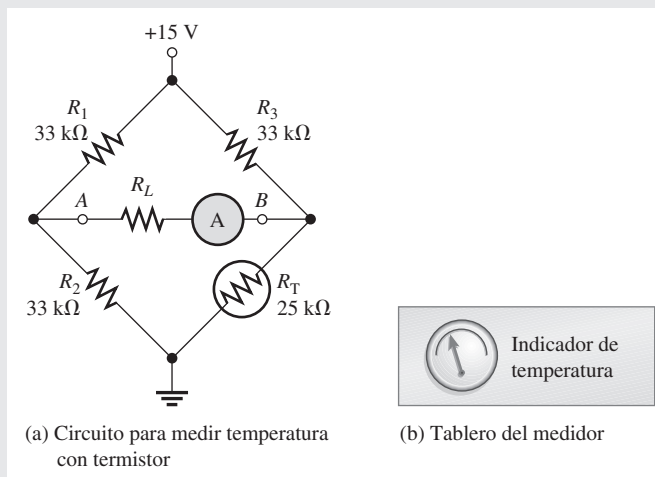 +15 V
R1
33 kΩ
R3
33 kΩ
A
RL
A
B
R2
33 kΩ
RT
25 kΩ
Indicador de
temperatura
(a) Circuito para medir temperatura
con termistor
(b) Tablero del medidor